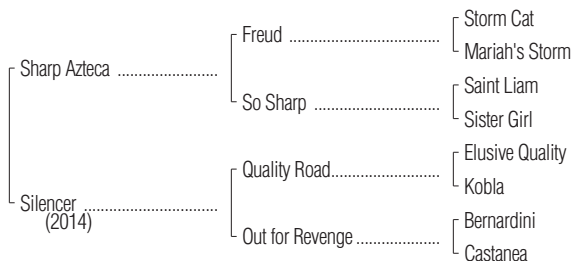 Storm Cat
Freud
Mariah's Storm
Sharp Azteca
Saint Liam
So Sharp
Sister Girl
Elusive Quality
Quality Road
Kobla
Silencer
(2014)
Bernardini
Out for Revenge
Castanea